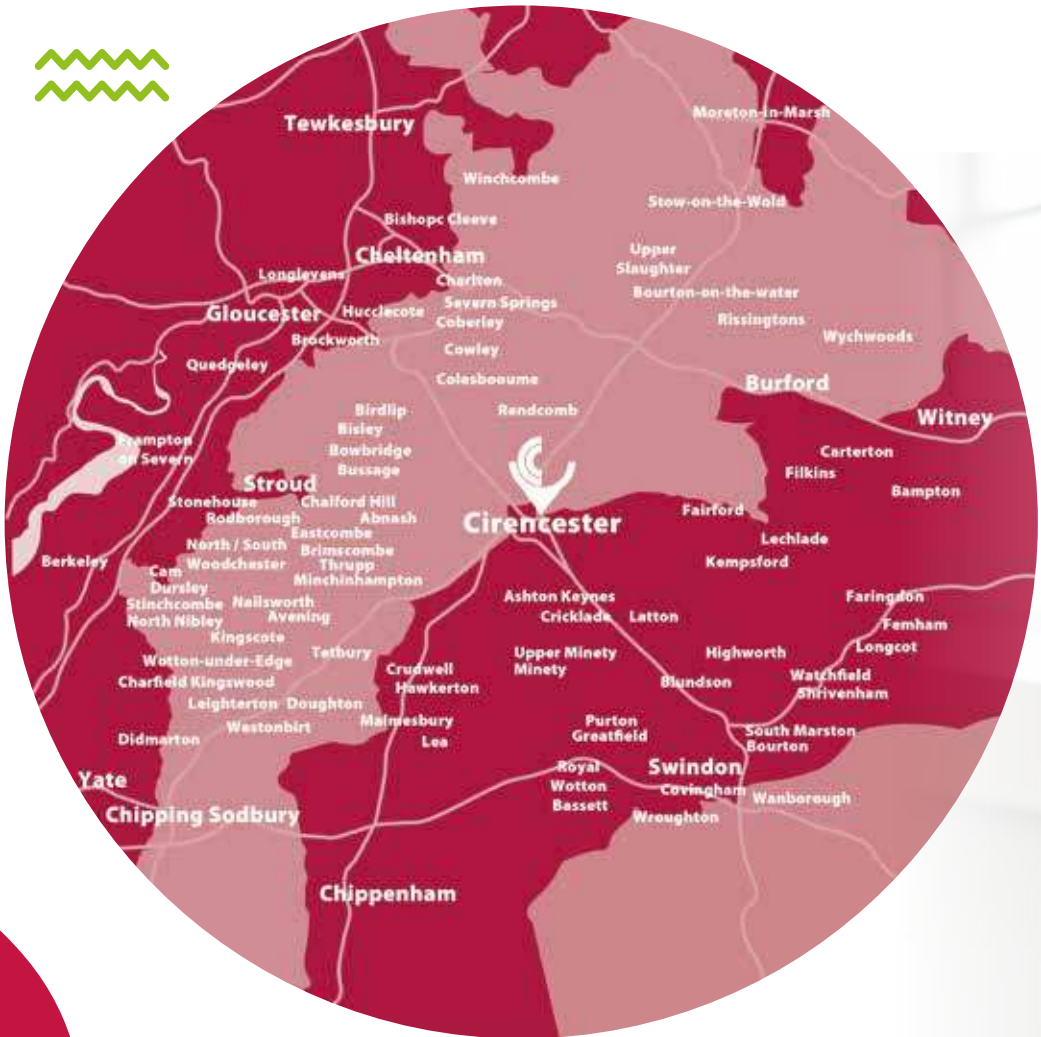 Tewkesbury
Moreton-in-Marsh
Winchcombe
Stow-on-the-Wold
Bishopc Cleeve
Cheltenham
Upper
Slaughter
Longlevens
Charlton
Bourton-on-the-water
Severn Springs
Gloucester
Hucclecote
Coberley
Rissingtons
Brockworth
Wychwoods
Cowley
Quedgeley
Colesbooume
Burford
Birdlip
Rendcomb
Witney
Bisley
Frampton
on Severn
Bowbridge
Bussage
Carterton
Filkins
Stroud
Bampton
Stonehouse
Chalford Hill
Rodborough
Abnash
Cirencester
Fairford
Eastcombe
Lechlade
North / South
Woodchester
Brimscombe
Berkeley
Thrupp
Kempsford
Cam
Dursley
Minchinhampton
Stinchcombe
Nailsworth
Ashton Keynes
Faringdon
North Nibley
Avening
Cricklade
Latton
Femham
Kingscote
Longcot
Tetbury
Upper Minety
Minety
Highworth
Wotton-under-Edge
Crudwell
Hawkerton
Watchfield
Shrivenham
Charfield Kingswood
Blundson
Leighterton
Doughton
Malmesbury
Purton
Greatfield
Westonbirt
South Marston
Bourton
Didmarton
Lea
Yate
Royal
Wotton
Bassett
Swindon
Covingham
Wanborough
Chipping Sodbury
Wroughton
Chippenham